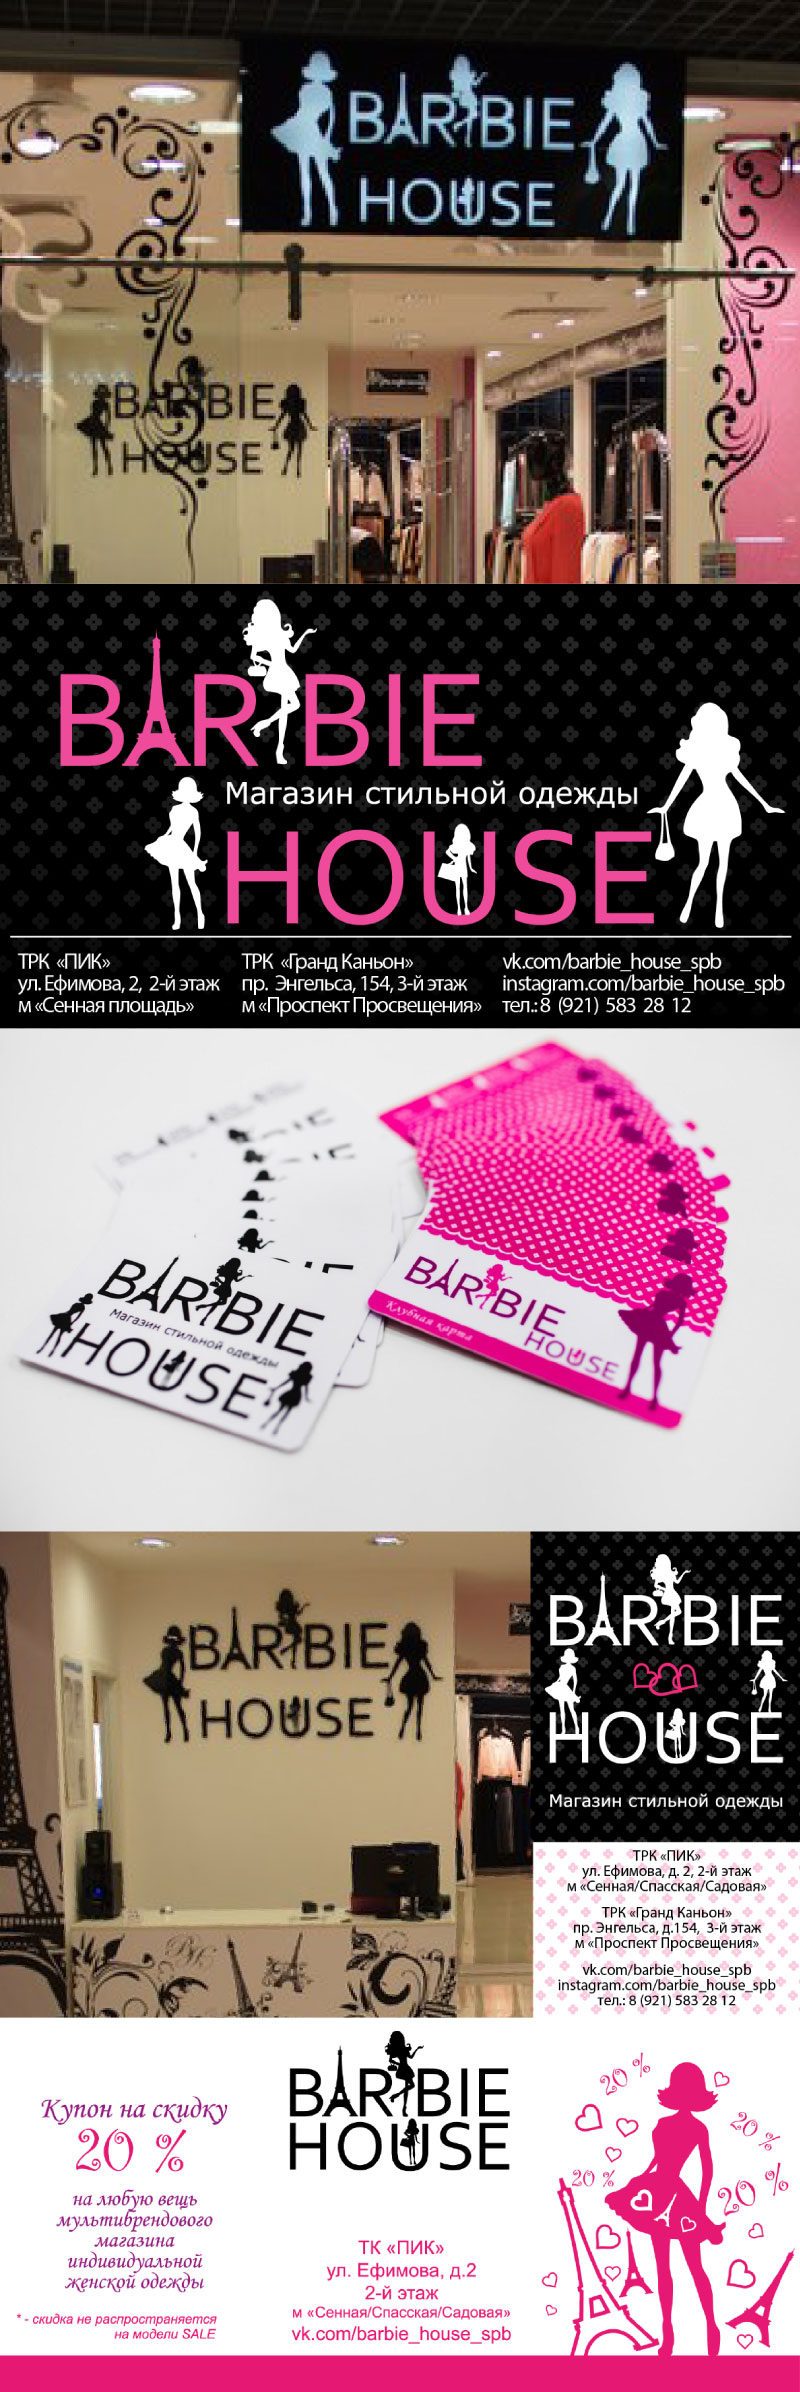 BARBIE
HOUSE
BARBIE
HOUSE
BARBIE
Магазин стильной одежды
HOUSE
ТРК «ПИК»
ул. Ефимова, 2, 2-й этаж
м «Сенная площадь»
ТРК «Гранд Каньон»
пр. Энгельса, 154, 3-й этаж
м «Проспект Просвещения»
vk.com/barbie_house_spb
instagram.com/barbie_house_spb
тел.: 8 (921) 583 28 12
BARBIE
Магазин стильной одежды
HOUSE
BARBIE
HOUSE
Клубная карта
BARBIE
HOUSE
BH
BARBIE
HOUSE
Магазин стильной одежды
ТРК «ПИК»
ул. Ефимова, д. 2, 2-й этаж
м «Сенная/Спасская/Садовая»
ТРК «Гранд Каньон»
пр. Энгельса, д.154, 3-й этаж
м «Проспект Просвещения»
vk.com/barbie_house_spb
instagram.com/barbie_house_spb
тел.: 8 (921) 583 28 12
Купон на скидку
20 %
на любую вещь
мультибрендового
магазина
индивидуальной
женской одежды
* - скидка не распространяется
на модели SALE
BARBIE
HOUSE
ТК «ПИК»
ул. Ефимова, д.2
2-й этаж
м «Сенная/Спасская/Садовая»
vk.com/barbie_house_spb
20 %
20 %
20 %
20 %